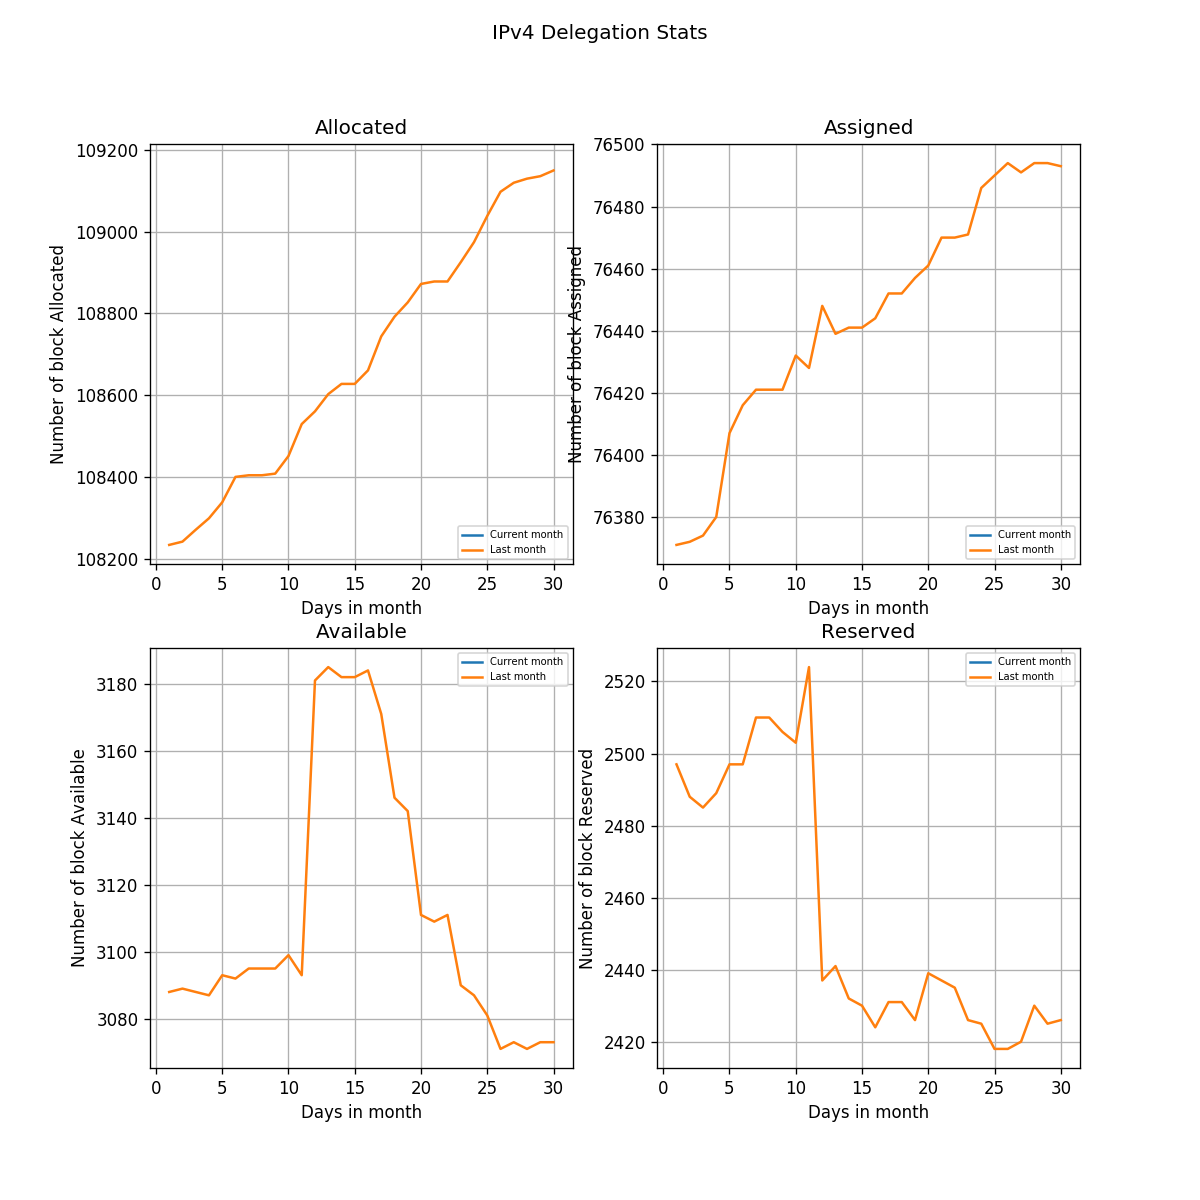 IPv4 Delegation Stats
Allocated
Number of block Allocated
109200
109000
108800
108600
108400
108200
0 5 10 15 20 25 30
Days in month
Current month
Last month
Assigned
Number of block Assigned
76500
76480
76460
76440
76420
76400
76380
0 5 10 15 20 25 30
Days in month
Current month
Last month
Available
Number of block Available
3180
3160
3140
3120
3100
3080
0 5 10 15 20 25 30
Days in month
Current month
Last month
Reserved
Number of block Reserved
2520
2500
2480
2460
2440
2420
0 5 10 15 20 25 30
Days in month
Current month
Last month